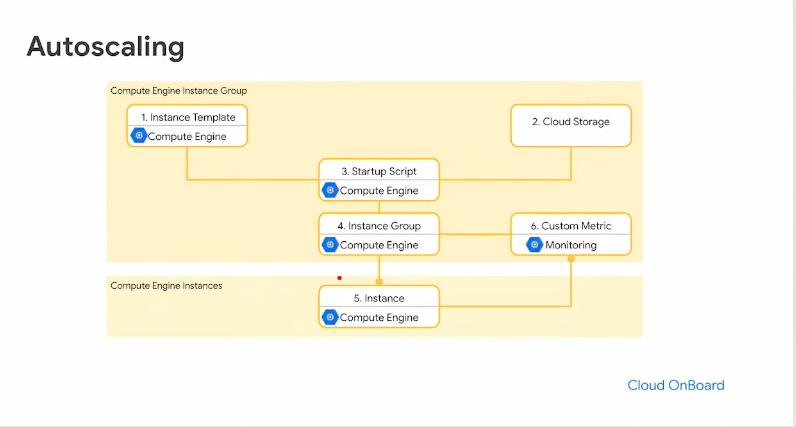 Autoscaling
Compute Engine Instance Group
1. Instance Template
Compute Engine
2. Cloud Storage
3. Startup Script
Compute Engine
4. Instance Group
Compute Engine
6. Custom Metric
Monitoring
Compute Engine Instances
5. Instance
Compute Engine
Cloud OnBoard